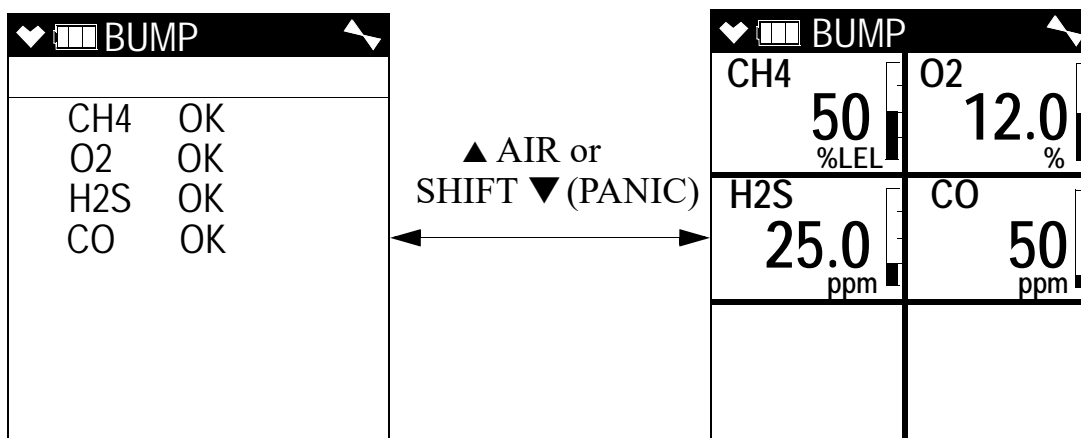 BUMP
CH4 OK
O2 OK
H2S OK
CO OK
▲ AIR or
SHIFT ▼ (PANIC)
BUMP
CH4
50
%LEL
O2
12.0
%
H2S
25.0
ppm
CO
50
ppm